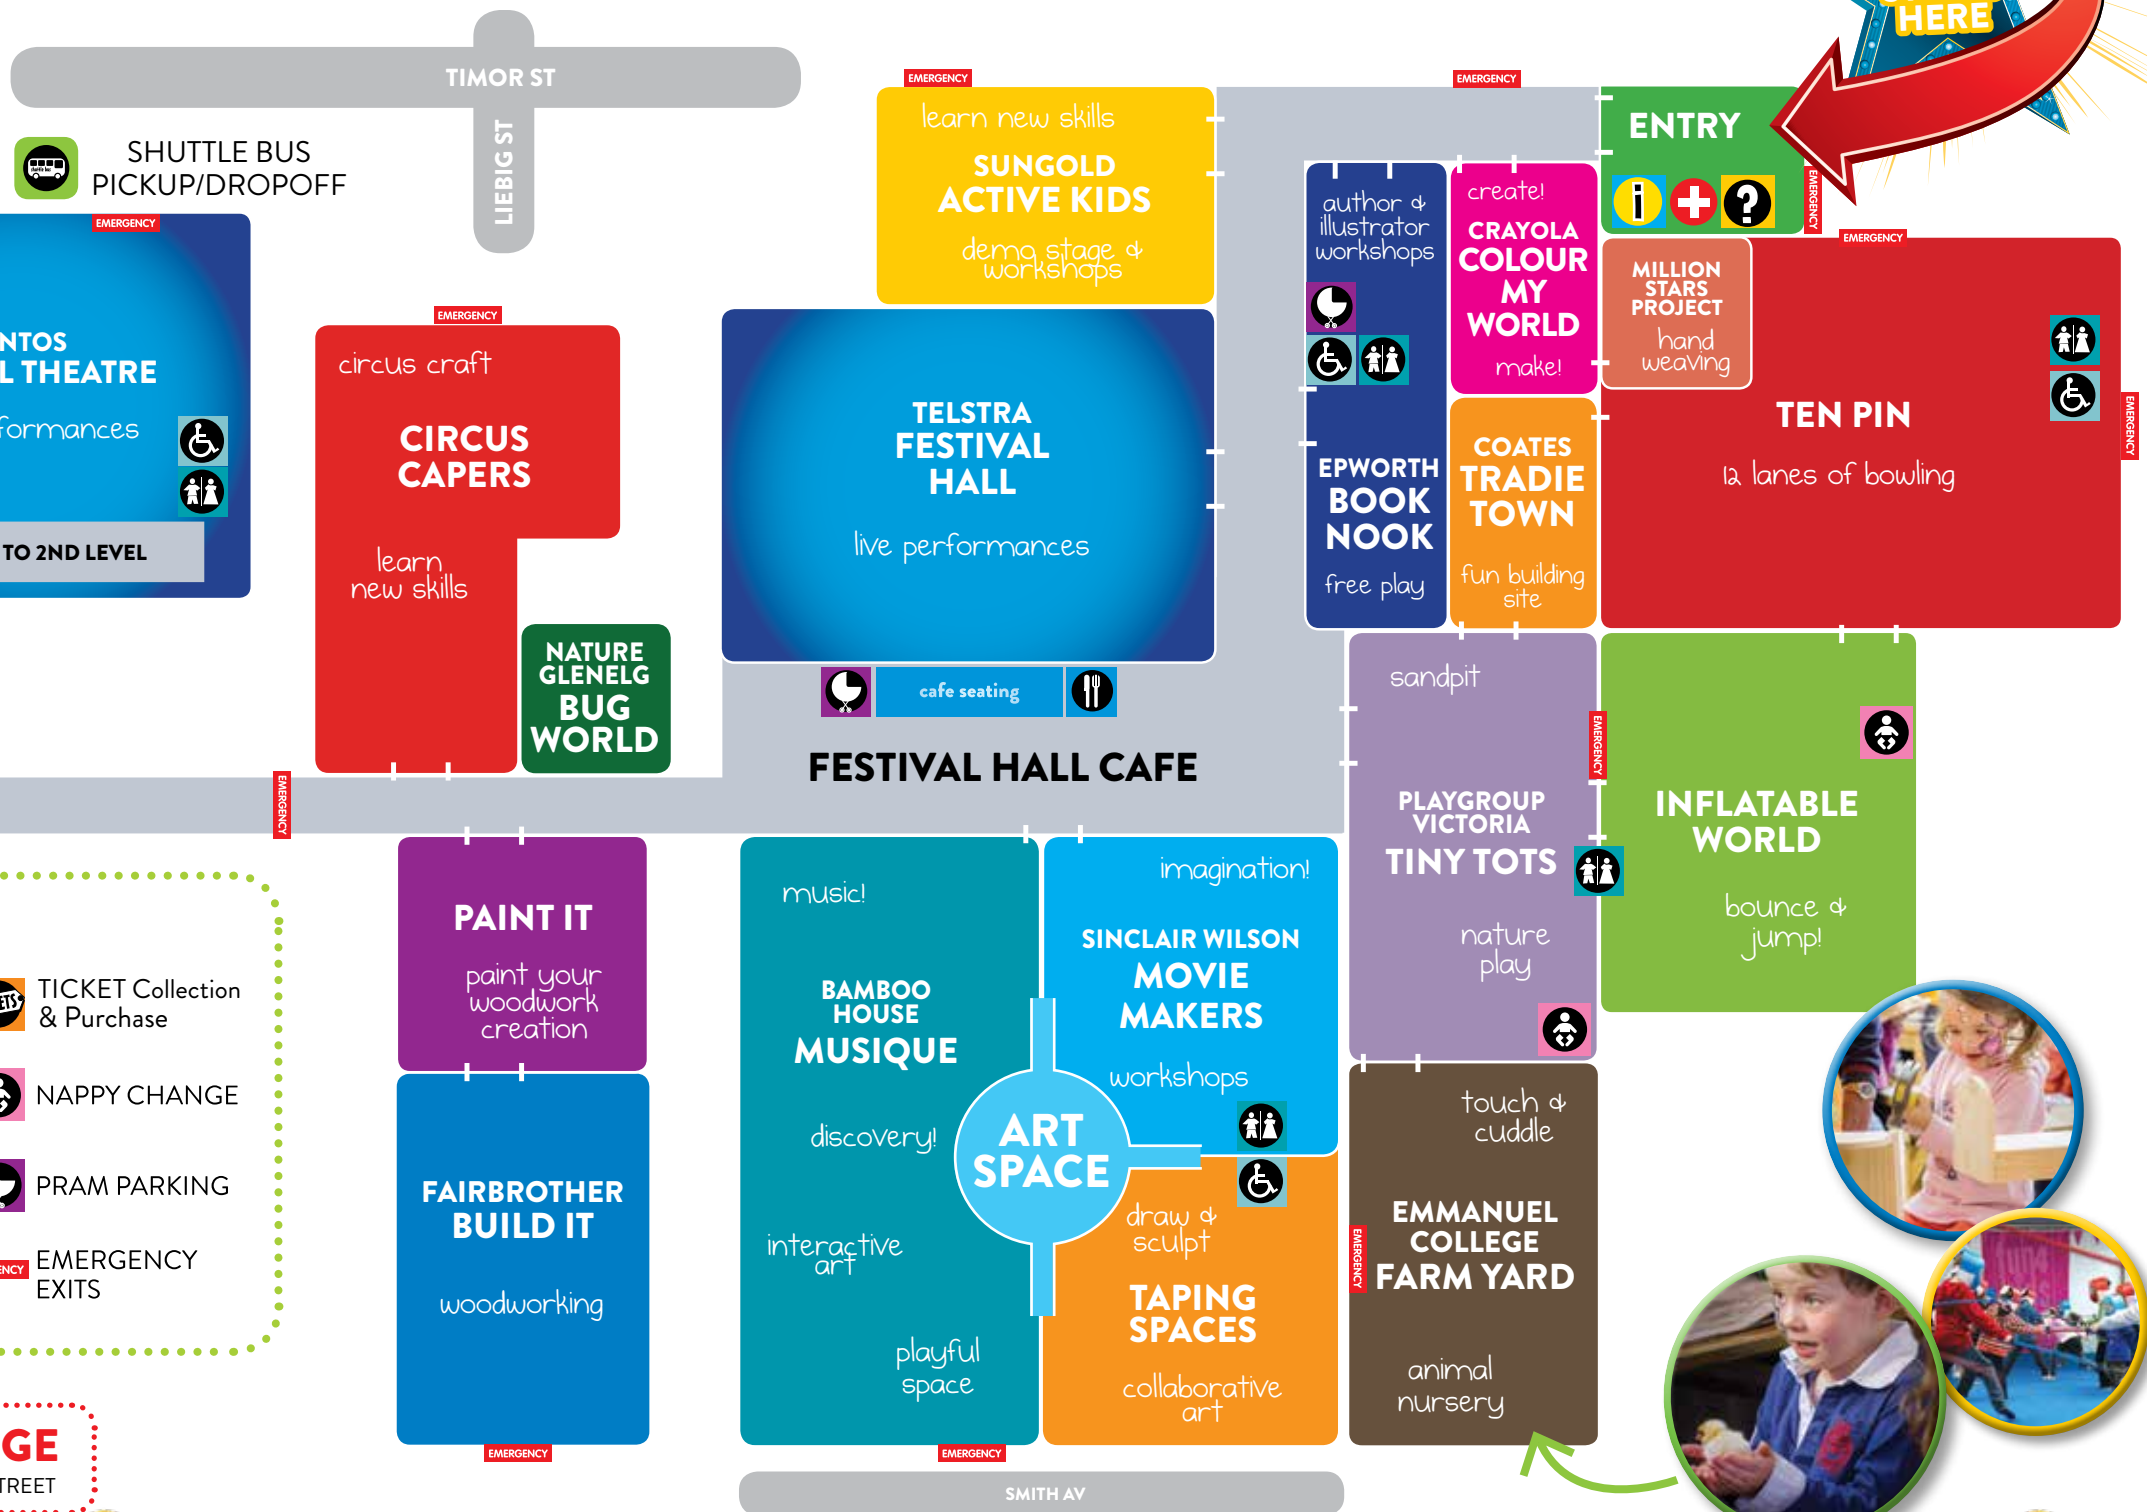 HERE
TIMOR ST
LIEBIG ST
SHUTTLE BUS
PICKUP/DROPOFF
EMERGENCY
NTOS
L THEATRE
formances
TO 2ND LEVEL
EMERGENCY
circus craft
CIRCUS
CAPERS
learn
new skills
NATURE
GLENELG
BUG
WORLD
EMERGENCY
learn new skills
SUNGOLD
ACTIVE KIDS
demo stage &
workshops
TELSTRA
FESTIVAL
HALL
live performances
cafe seating
FESTIVAL HALL CAFE
EMERGENCY
ENTRY
EMERGENCY
author &
illustrator
workshops
EPWORTH
BOOK
NOOK
free play
create!
CRAYOLA
COLOUR
MY
WORLD
make!
COATES
TRADIE
TOWN
fun building
site
MILLION
STARS
PROJECT
hand
weaving
EMERGENCY
TEN PIN
12 lanes of bowling
EMERGENCY
sandpit
PLAYGROUP
VICTORIA
TINY TOTS
nature
play
EMERGENCY
INFLATABLE
WORLD
bounce &
jump!
EMERGENCY
PAINT IT
paint your
woodwork
creation
FAIRBROTHER
BUILD IT
woodworking
EMERGENCY
music!
BAMBOO
HOUSE
MUSIQUE
discovery!
interactive
art
playful
space
EMERGENCY
imagination!
SINCLAIR WILSON
MOVIE
MAKERS
workshops
ART
SPACE
draw &
sculpt
TAPING
SPACES
collaborative
art
touch &
cuddle
EMMANUEL
COLLEGE
FARM YARD
EMERGENCY
animal
nursery
SMITH AV
ETS
TICKET Collection
& Purchase
NAPPY CHANGE
PRAM PARKING
ENCY
EMERGENCY
EXITS
GE
TREET